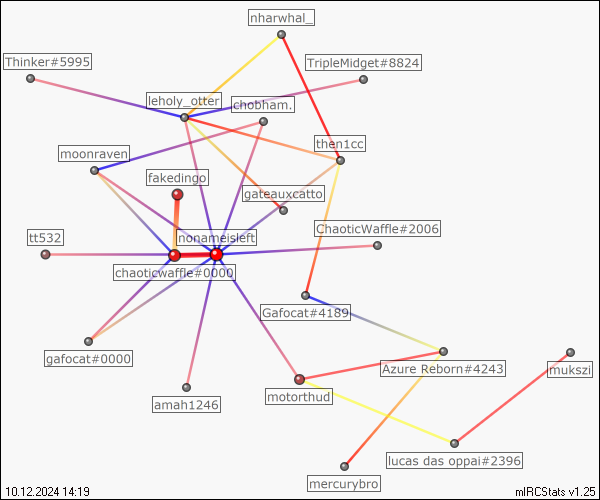 nharwhal_
Thinker#5995
TripleMidget#8824
leholy_otter
chobham.
then1cc
moonraven
fakedingo
gateauxcatto
nonameisleft
ChaoticWaffle#2006
tt532
chaoticwaffle#0000
Gafocat#4189
gafocat#0000
Azure Reborn#4243
mukszi
motorthud
amah1246
lucas das oppai#2396
mercurybro
10.12.2024 14:19
mIRCStats v1.25